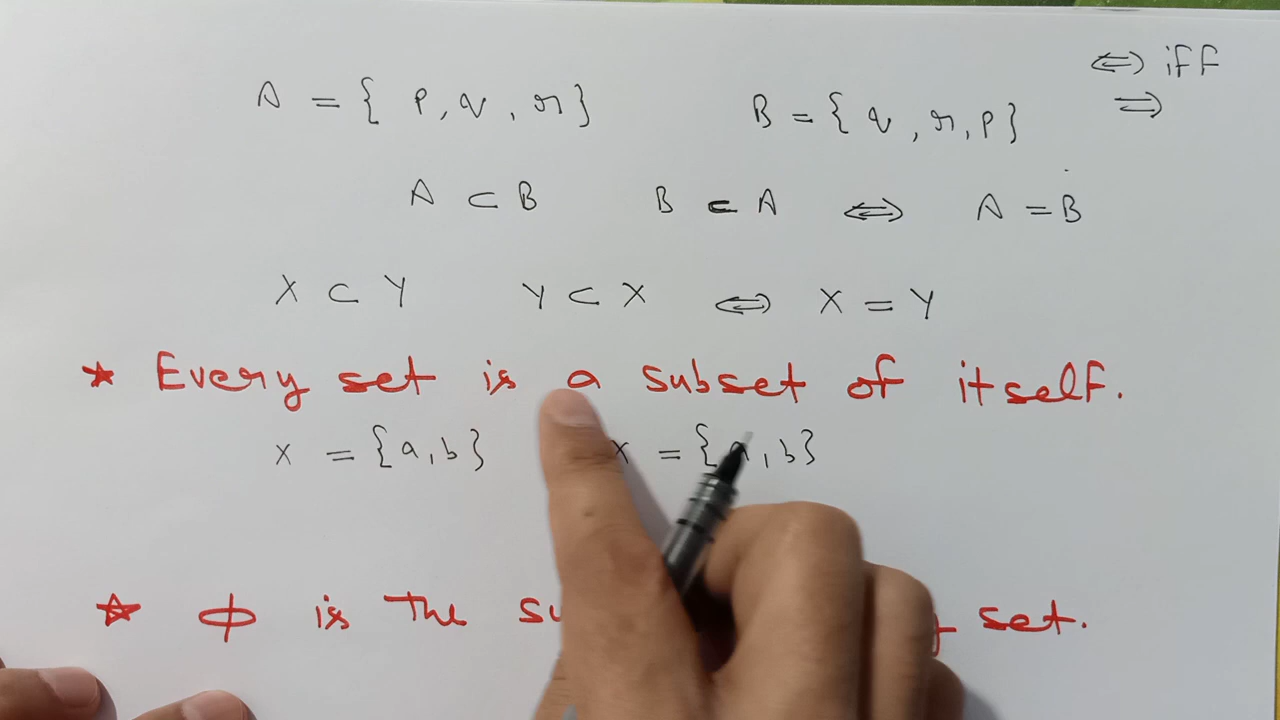 ⇔ iff
A = { p, q, r }   B = { q, r, p }   ⇒
A ⊂ B   B ⊂ A ⇔ A = B
X ⊂ Y   Y ⊂ X ⇔ X = Y
★ Every set is a subset of itself.
X = {a, b}   X = {a, b}
★ φ is the set.